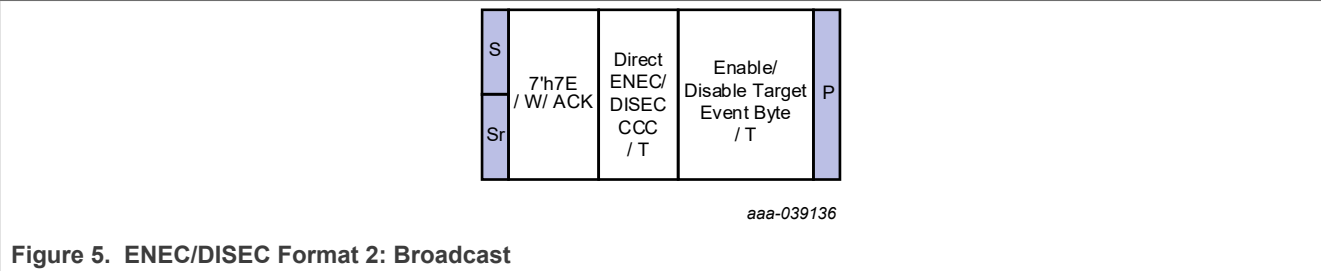 S
Sr
7'h7E
/ W/ ACK
Direct
ENEC/
DISEC
CCC
/ T
Enable/
Disable Target
Event Byte
/ T
P
aaa-039136
Figure 5. ENEC/DISEC Format 2: Broadcast